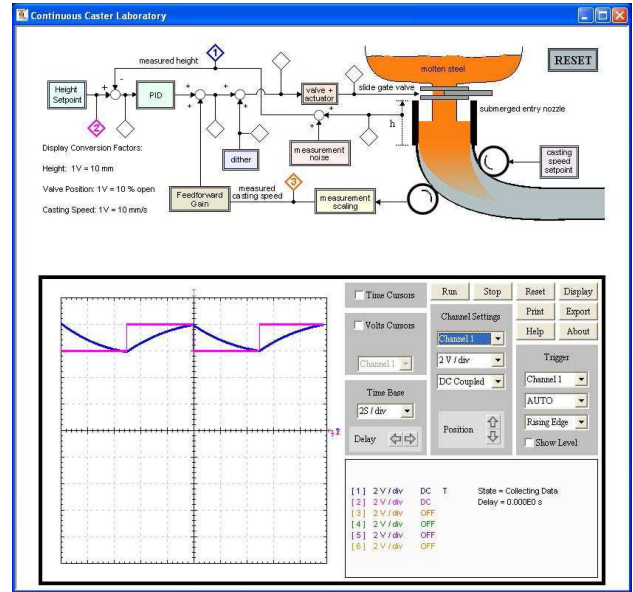 Continuous Caster Laboratory
measured height
1
molten steel
RESET
Height
Setpoint
+
-
PID
+
+
+
+
valve +
actuator
slide gate valve
submerged entry nozzle
2
h
Display Conversion Factors:
dither
+
+
measurement
noise
casting
speed
setpoint
Height: 1V = 10 mm
Valve Position: 1V = 10 % open
Casting Speed: 1V = 10 mm/s
Feedforward
Gain
measured
casting speed
3
measurement
scaling
Time Cursors
Run
Stop
Reset
Display
Volts Cursors
Channel Settings
Print
Export
Channel 1
Help
About
Channel 1
2 V / div
Trigger
Time Base
DC Coupled
Channel 1
2S / div
AUTO
Delay
Position
Rising Edge
Show Level
[1] 2 V / div DC T State = Collecting Data
[2] 2 V / div DC Delay = 0.000E0 s
[3] 2 V / div OFF
[4] 2 V / div OFF
[5] 2 V / div OFF
[6] 2 V / div OFF